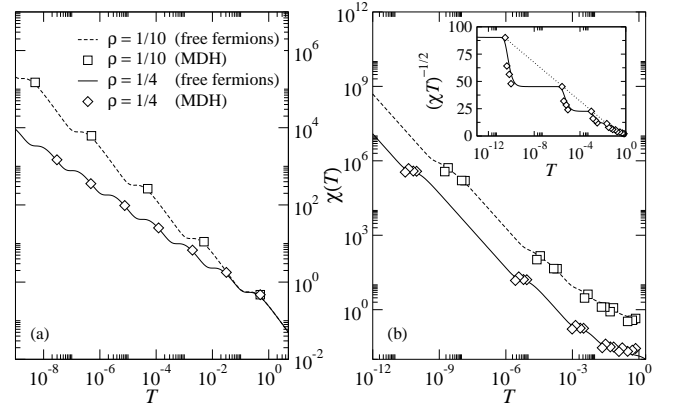 ρ = 1/10 (free fermions)
ρ = 1/10 (MDH)
ρ = 1/4 (free fermions)
ρ = 1/4 (MDH)
10^6
10^4
10^2
10^0
10^-2
(a)
10^-8
10^-6
10^-4
10^-2
10^0
T
χ(T)
10^12
10^9
10^6
10^3
10^0
(b)
10^-12
10^-9
10^-6
10^-3
10^0
T
(χT)^-1/2
100
75
50
25
0
10^-12
10^-8
10^-4
10^0
T